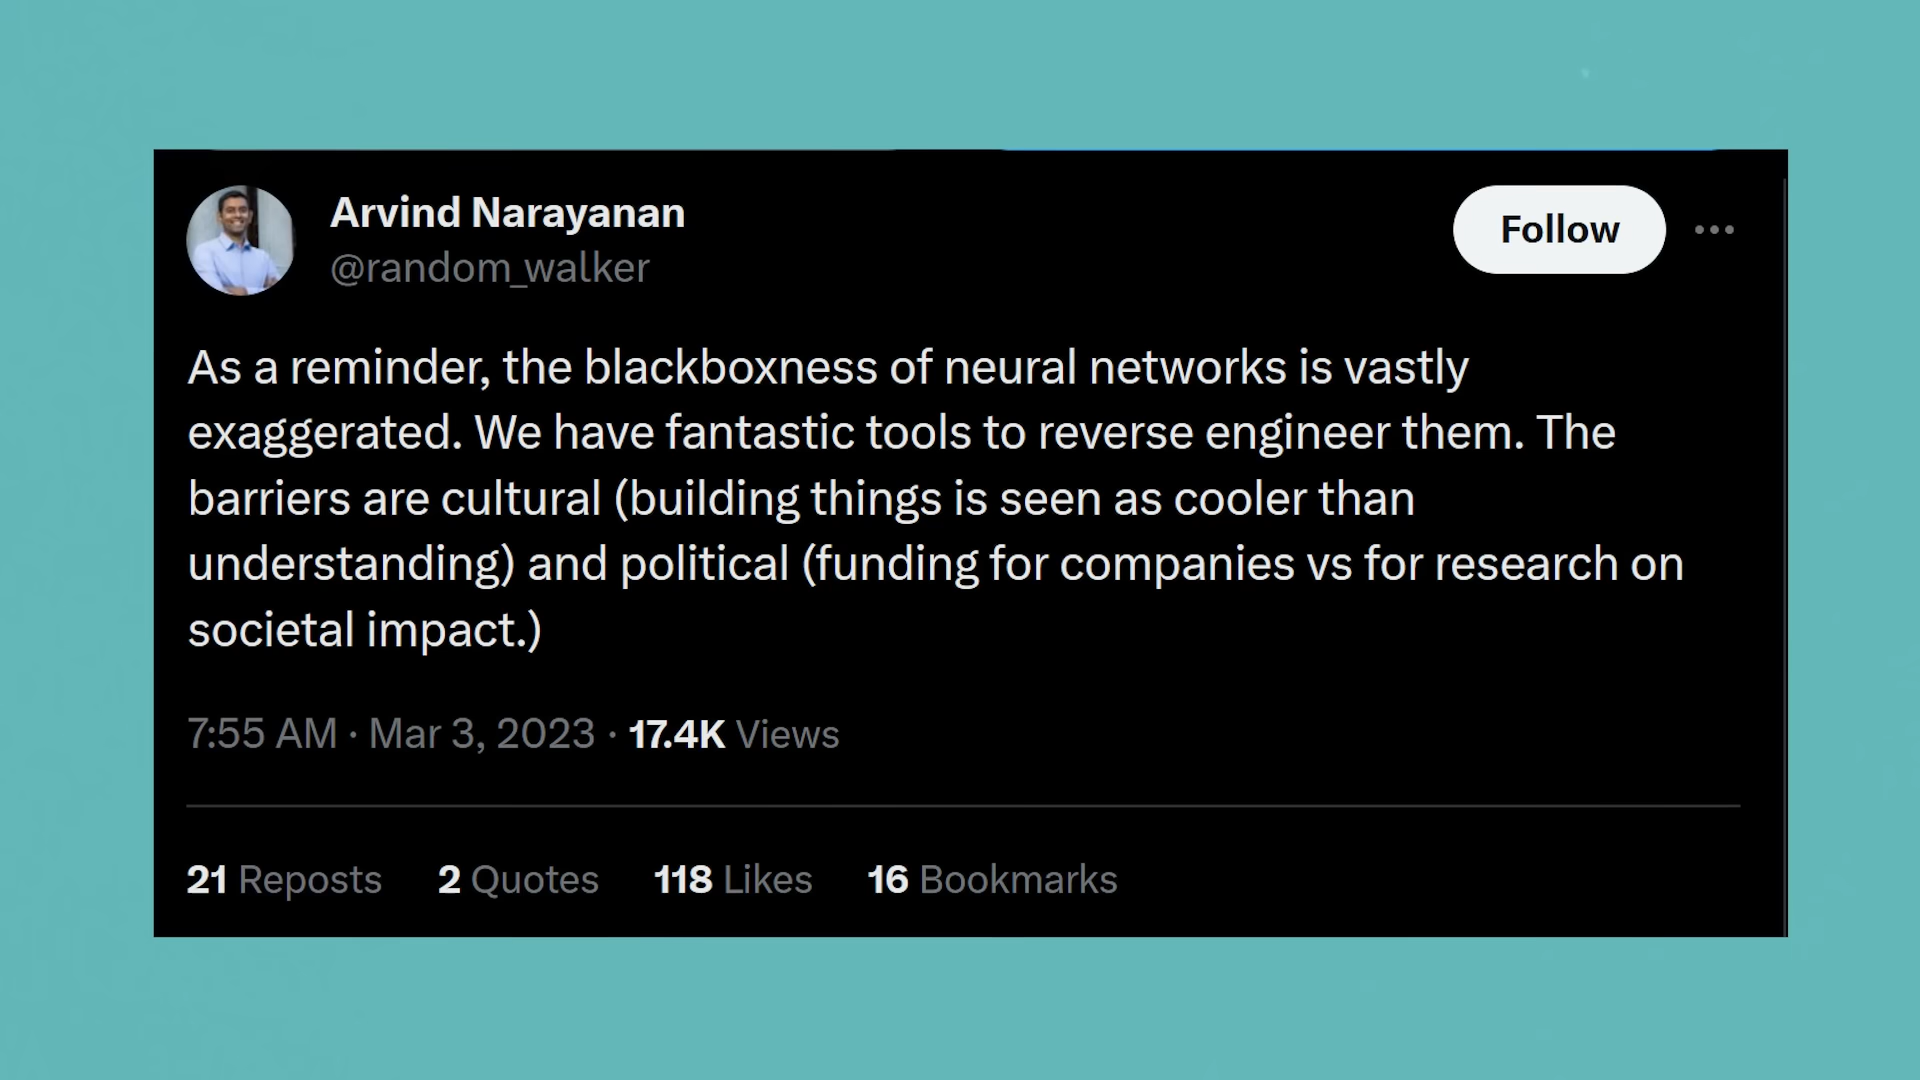 Arvind Narayanan
@random_walker
Follow
As a reminder, the blackboxness of neural networks is vastly
exaggerated. We have fantastic tools to reverse engineer them. The
barriers are cultural (building things is seen as cooler than
understanding) and political (funding for companies vs for research on
societal impact.)
7:55 AM · Mar 3, 2023 · 17.4K Views
21 Reposts 2 Quotes 118 Likes 16 Bookmarks